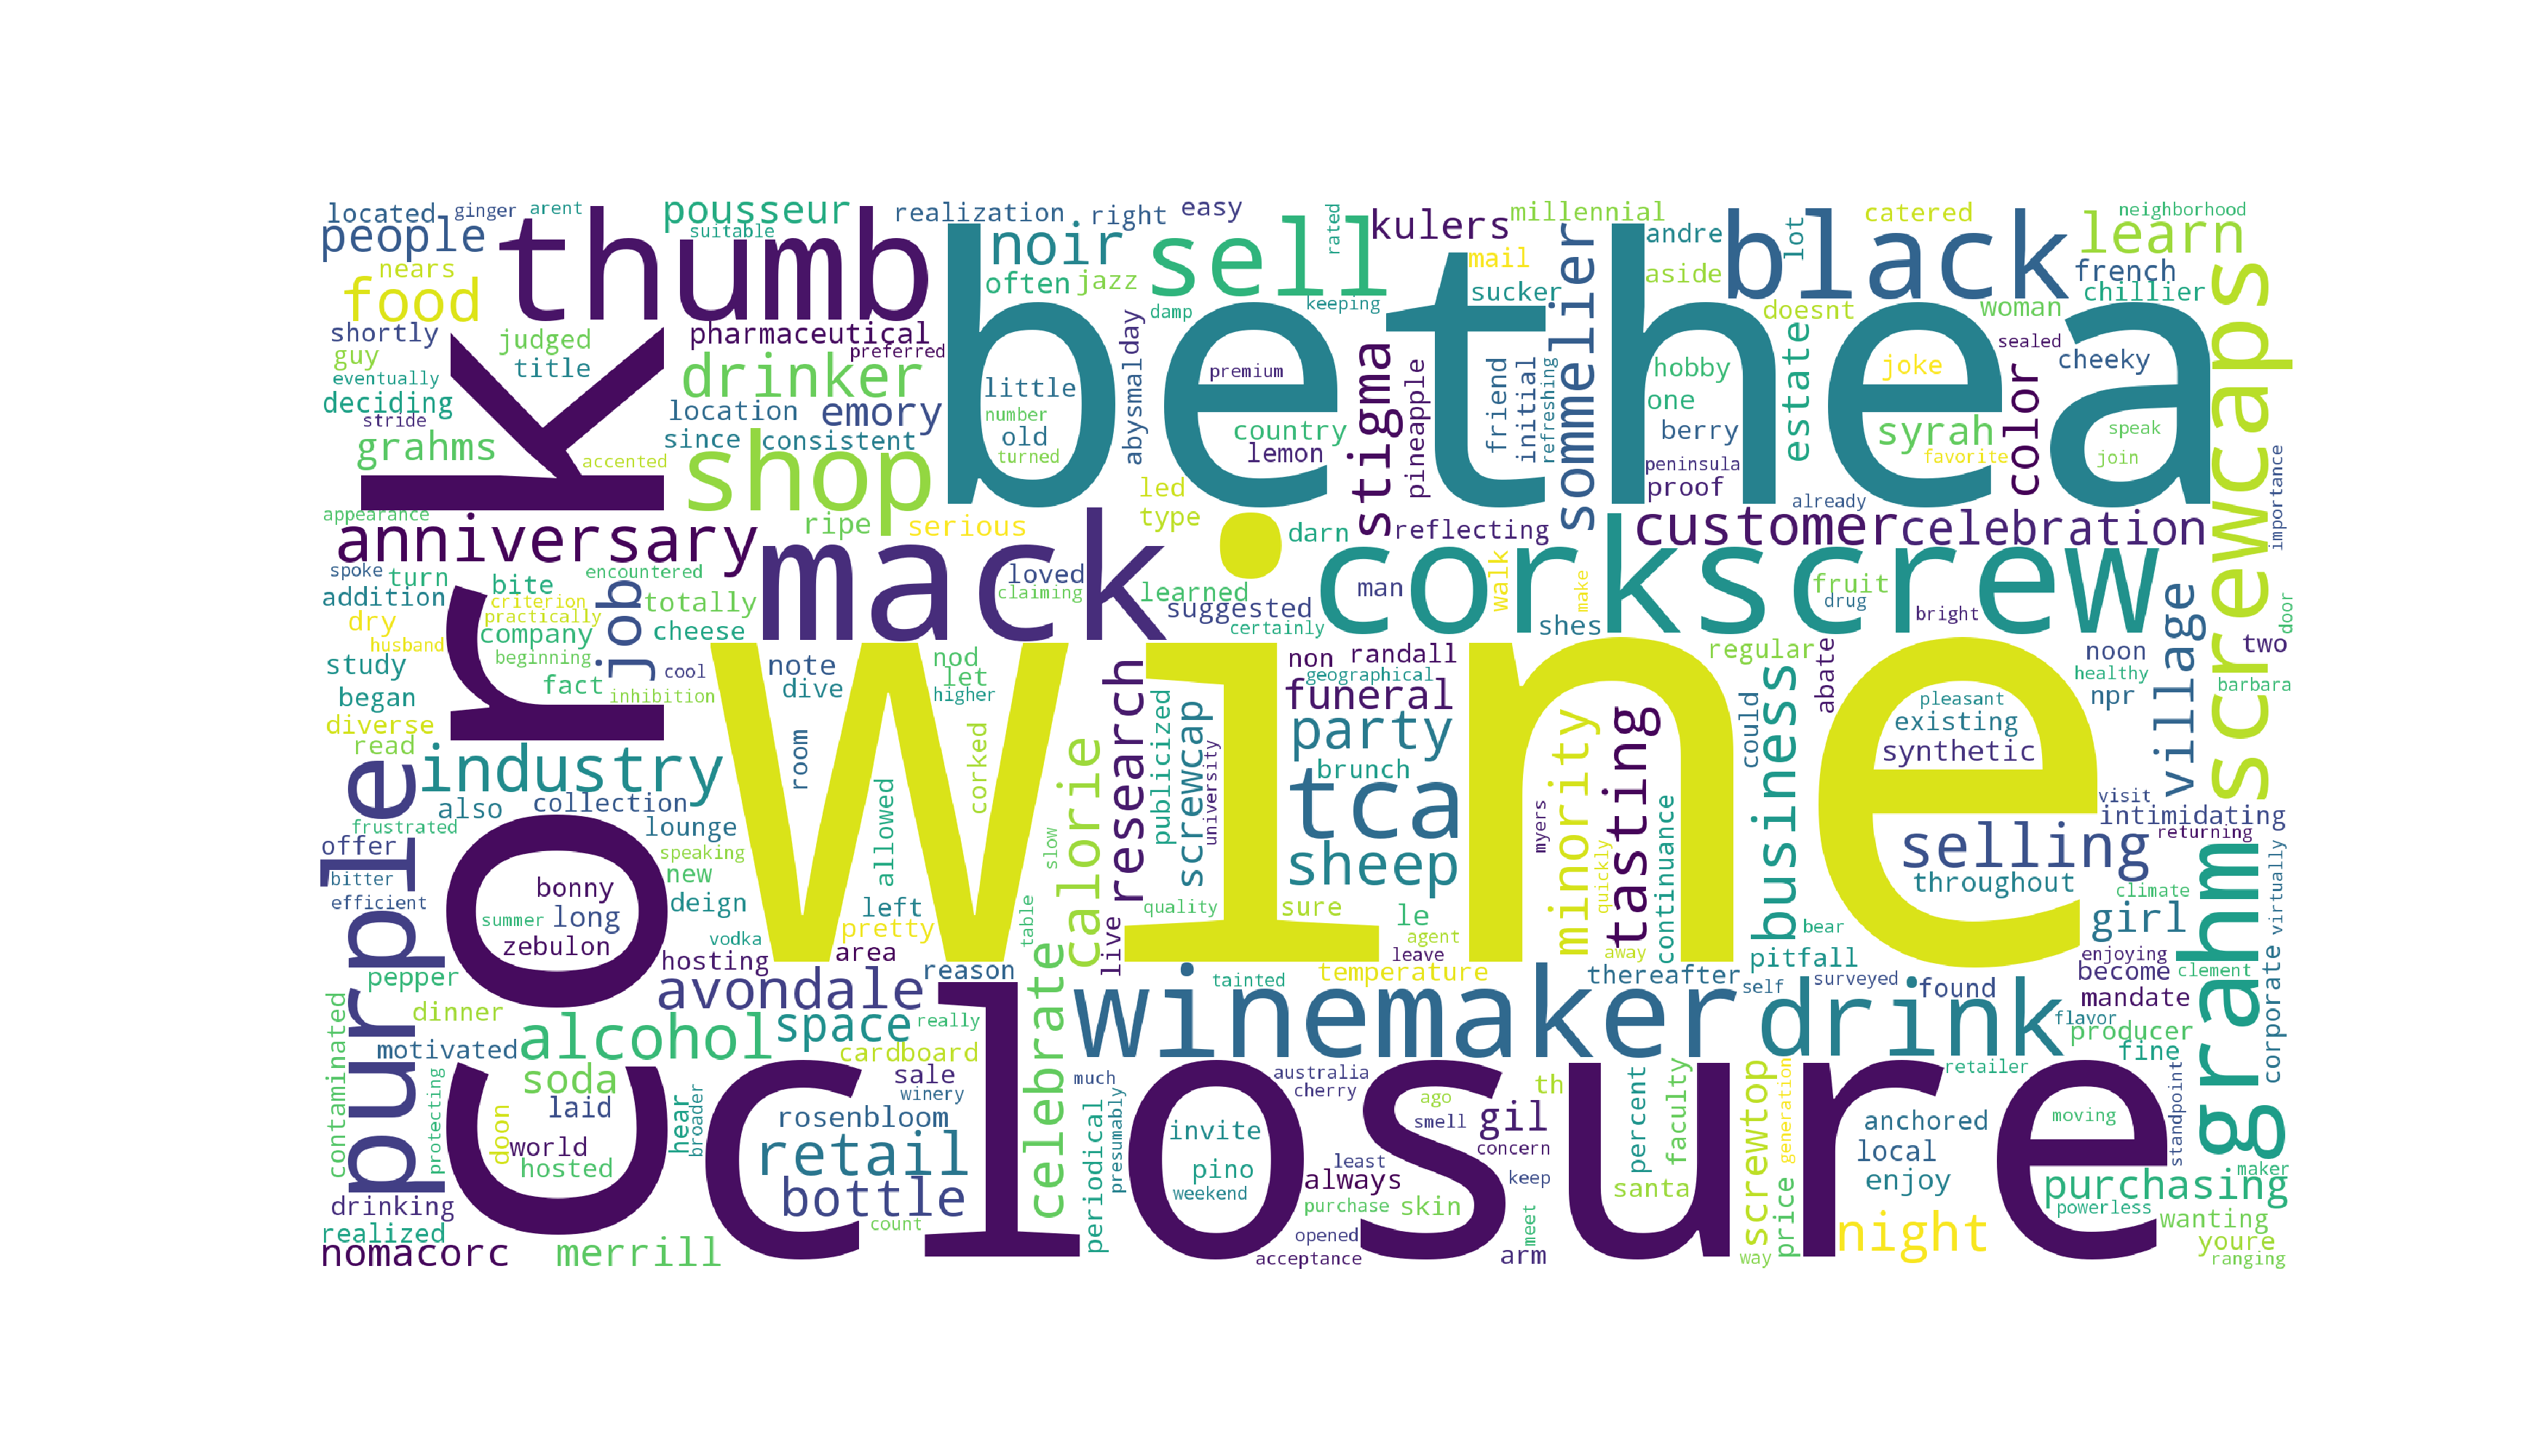 wine
bethea
closure
cork
mack
corkscrew
thumb
black
sell
shop
screwcaps
purple
grahm
winemaker
drink
tca
sheep
party
industry
anniversary
customer
celebration
learn
food
people
pousseur
noir
kulers
sommelier
stigma
drinker
emory
grahms
estate
syrah
color
village
business
tasting
minority
funeral
research
calorie
screwcap
celebrate
job
avondale
alcohol
space
soda
retail
bottle
nomacorc
merrill
selling
girl
purchasing
night
gil
screwtop
located
ginger
arent
suitable
realization
right
easy
rated
millennial
catered
neighborhood
nears
often
jazz
damp
keeping
mail
sucker
andre
aside
lot
doesnt
woman
french
chillier
shortly
guy
judged
title
pharmaceutical
preferred
eventually
deciding
stride
location
since
consistent
accented
little
number
old
turned
premium
abysmalday
country
lemon
pineapple
friend
initial
refreshing
hobby
one
berry
peninsula
proof
already
joke
favorite
sealed
cheeky
speak
join
importance
appearance
ripe
serious
led
type
darn
reflecting
spoke
turn
addition
bite
criterion
practically
encountered
totally
cheese
company
dry
husband
study
began
beginning
fact
inhibition
cool
diverse
read
loved
claiming
learned
suggested
certainly
man
walk
make
shes
fruit
drug
bright
door
note
dive
nod
let
higher
non
randall
geographical
regular
could
abate
noon
two
healthy
npr
barbara
pleasant
existing
synthetic
room
corked
publicized
university
brunch
visit
intimidating
returning
also
collection
frustrated
lounge
allowed
offer
bitter
efficient
speaking
new
deign
slow
live
quality
sure
le
agent
leave
myers
quickly
away
continuance
throughout
climate
virtually
bonny
long
summer
zebulon
left
pretty
vodka
area
hosting
reason
table
tainted
temperature
thereafter
self
surveyed
pitfall
bear
found
become
enjoying
clement
mandate
corporate
pepper
dinner
motivated
contaminated
cardboard
really
sale
winery
flavor
producer
fine
retailer
laid
world
doon
hosted
protecting
hear
broader
rosenbloom
much
presumably
periodical
australia
cherry
invite
pino
weekend
ago
smell
least
always
purchase
skin
concern
keep
th
percent
faculty
santa
price
generation
way
anchored
local
enjoy
moving
standpoint
maker
powerless
wanting
youre
ranging
drinking
realized
count
opened
acceptance
meet
arm